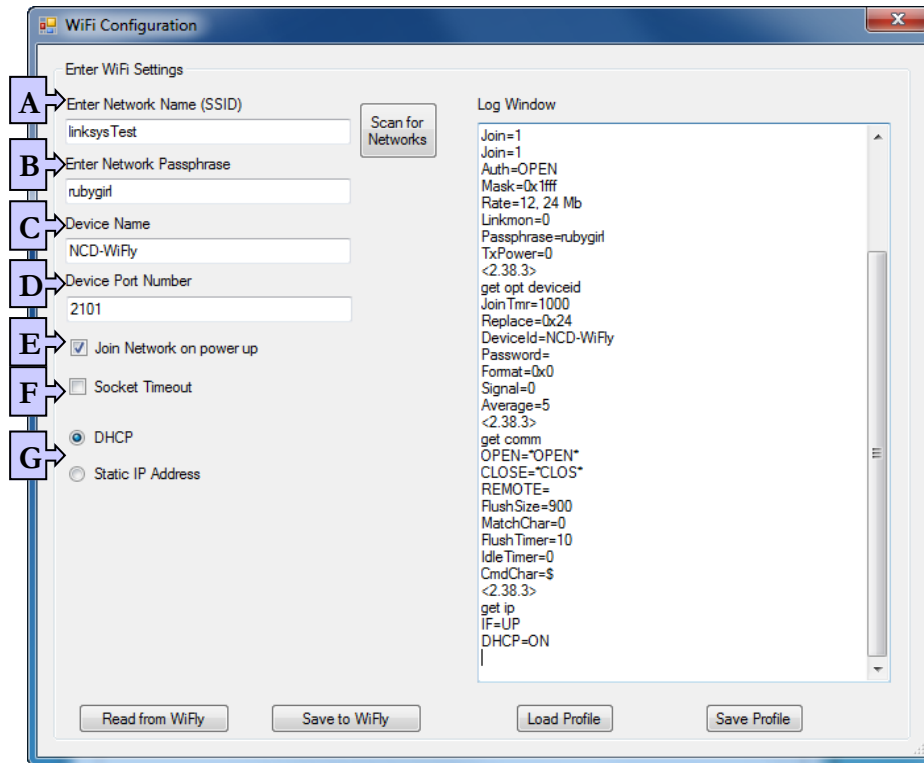 WiFi Configuration
Enter WiFi Settings
A
Enter Network Name (SSID)
linksysTest
Scan for
Networks
B
Enter Network Passphrase
rubygirl
C
Device Name
NCD-WiFly
D
Device Port Number
2101
E
Join Network on power up
F
Socket Timeout
G
DHCP
Static IP Address
Log Window
Join=1
Join=1
Auth=OPEN
Mask=0x1fff
Rate=12, 24 Mb
Linkmon=0
Passphrase=rubygirl
TxPower=0
<2.38.3>
get opt deviceid
JoinTmr=1000
Replace=0x24
DeviceId=NCD-WiFly
Password=
Format=0x0
Signal=0
Average=5
<2.38.3>
get comm
OPEN=*OPEN*
CLOSE=*CLOS*
REMOTE=
FlushSize=900
MatchChar=0
FlushTimer=10
IdleTimer=0
CmdChar=$
<2.38.3>
get ip
IF=UP
DHCP=ON
Read from WiFly
Save to WiFly
Load Profile
Save Profile